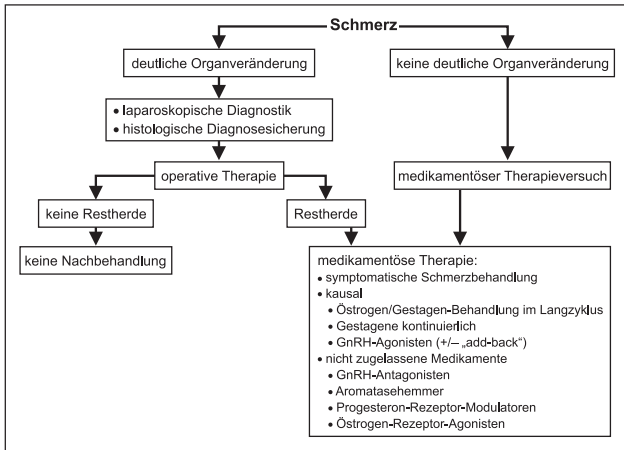 Schmerz
deutliche Organveränderung
keine deutliche Organveränderung
• laparoskopische Diagnostik
• histologische Diagnosesicherung
operative Therapie
medikamentöser Therapieversuch
keine Restherde
Restherde
keine Nachbehandlung
medikamentöse Therapie:
• symptomatische Schmerzbehandlung
• kausal
• Östrogen/Gestagen-Behandlung im Langzyklus
• Gestagene kontinuierlich
• GnRH-Agonisten (+/– „add-back“)
• nicht zugelassene Medikamente
• GnRH-Antagonisten
• Aromatasehemmer
• Progesteron-Rezeptor-Modulatoren
• Östrogen-Rezeptor-Agonisten